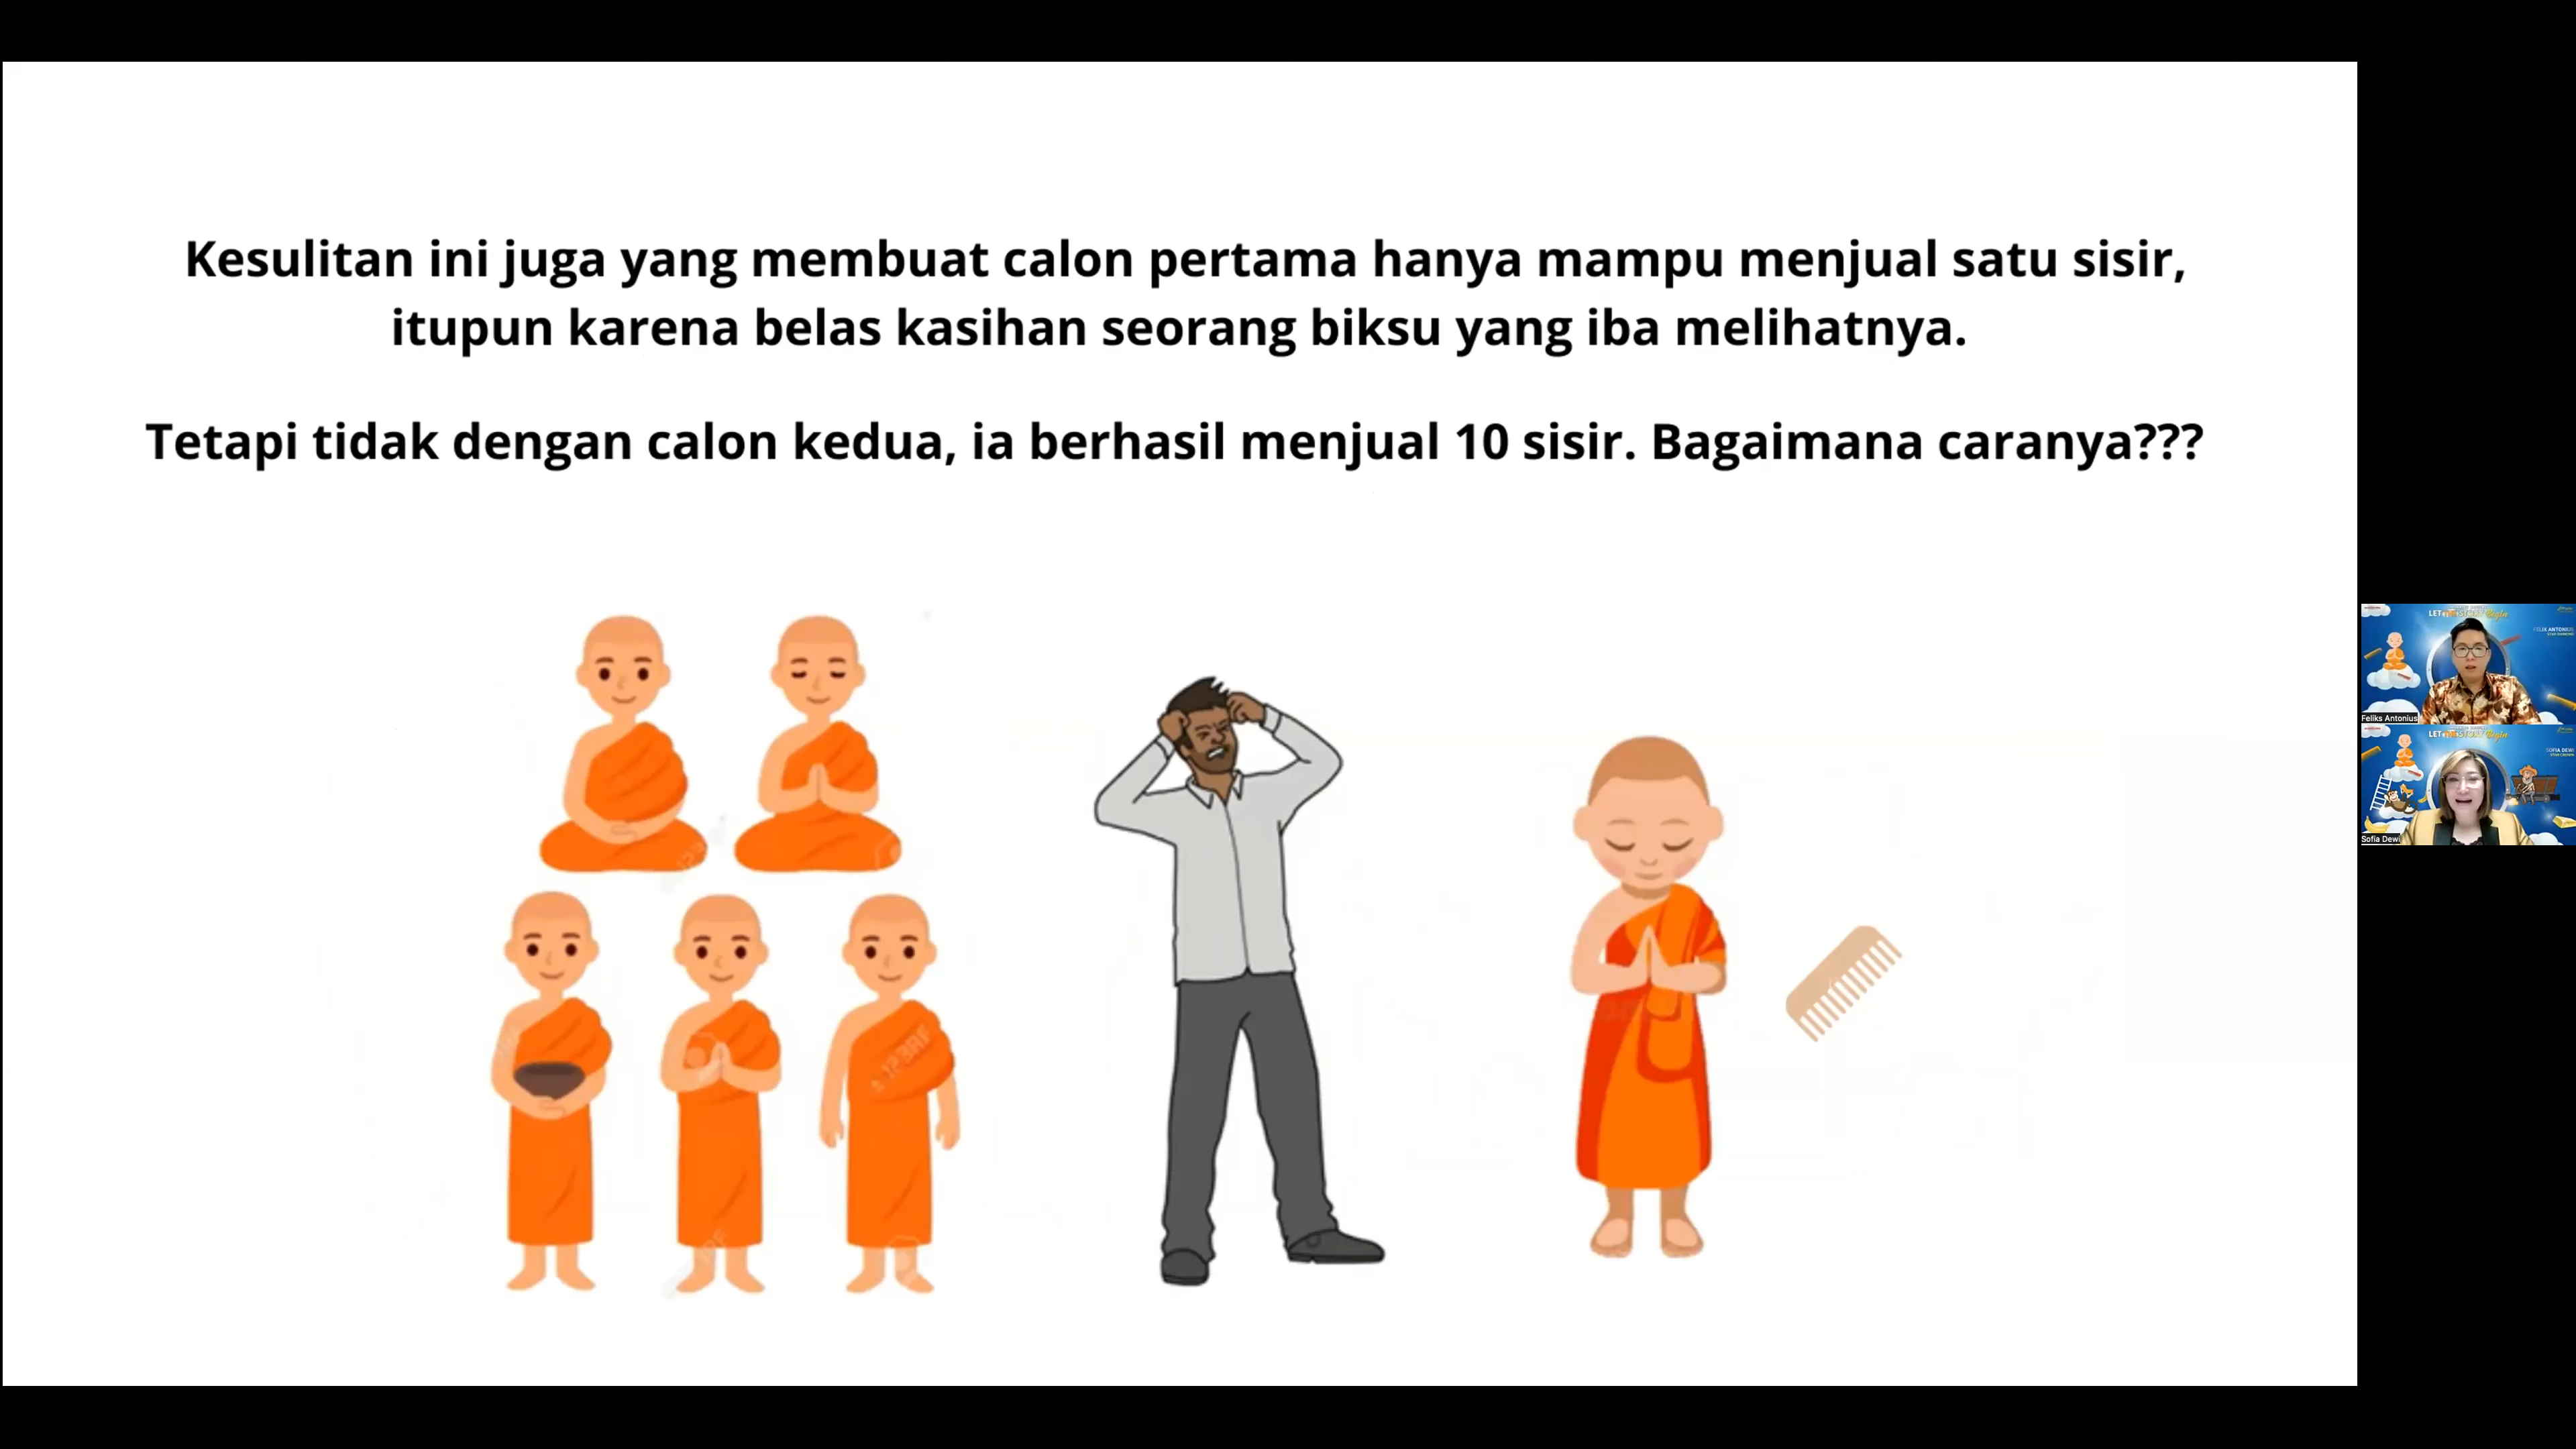 Kesulitan ini juga yang membuat calon pertama hanya mampu menjual satu sisir,
itupun karena belas kasihan seorang biksu yang iba melihatnya.
Tetapi tidak dengan calon kedua, ia berhasil menjual 10 sisir. Bagaimana caranya???
Feliks Antonius
Sofia Dewi